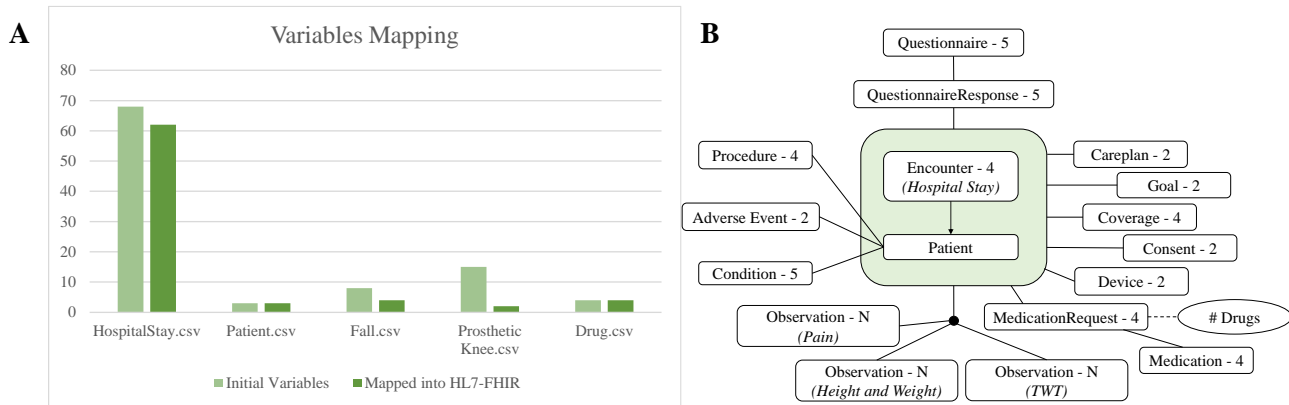 A
Variables Mapping
80
70
60
50
40
30
20
10
0
HospitalStay.csv
Patient.csv
Fall.csv
Prosthetic
Knee.csv
Drug.csv
Initial Variables
Mapped into HL7-FHIR
B
Questionnaire - 5
QuestionnaireResponse - 5
Procedure - 4
Adverse Event - 2
Condition - 5
Encounter - 4
(Hospital Stay)
Patient
Careplan - 2
Goal - 2
Coverage - 4
Consent - 2
Device - 2
MedicationRequest - 4
# Drugs
Medication - 4
Observation - N
(Pain)
Observation - N
(Height and Weight)
Observation - N
(TWT)